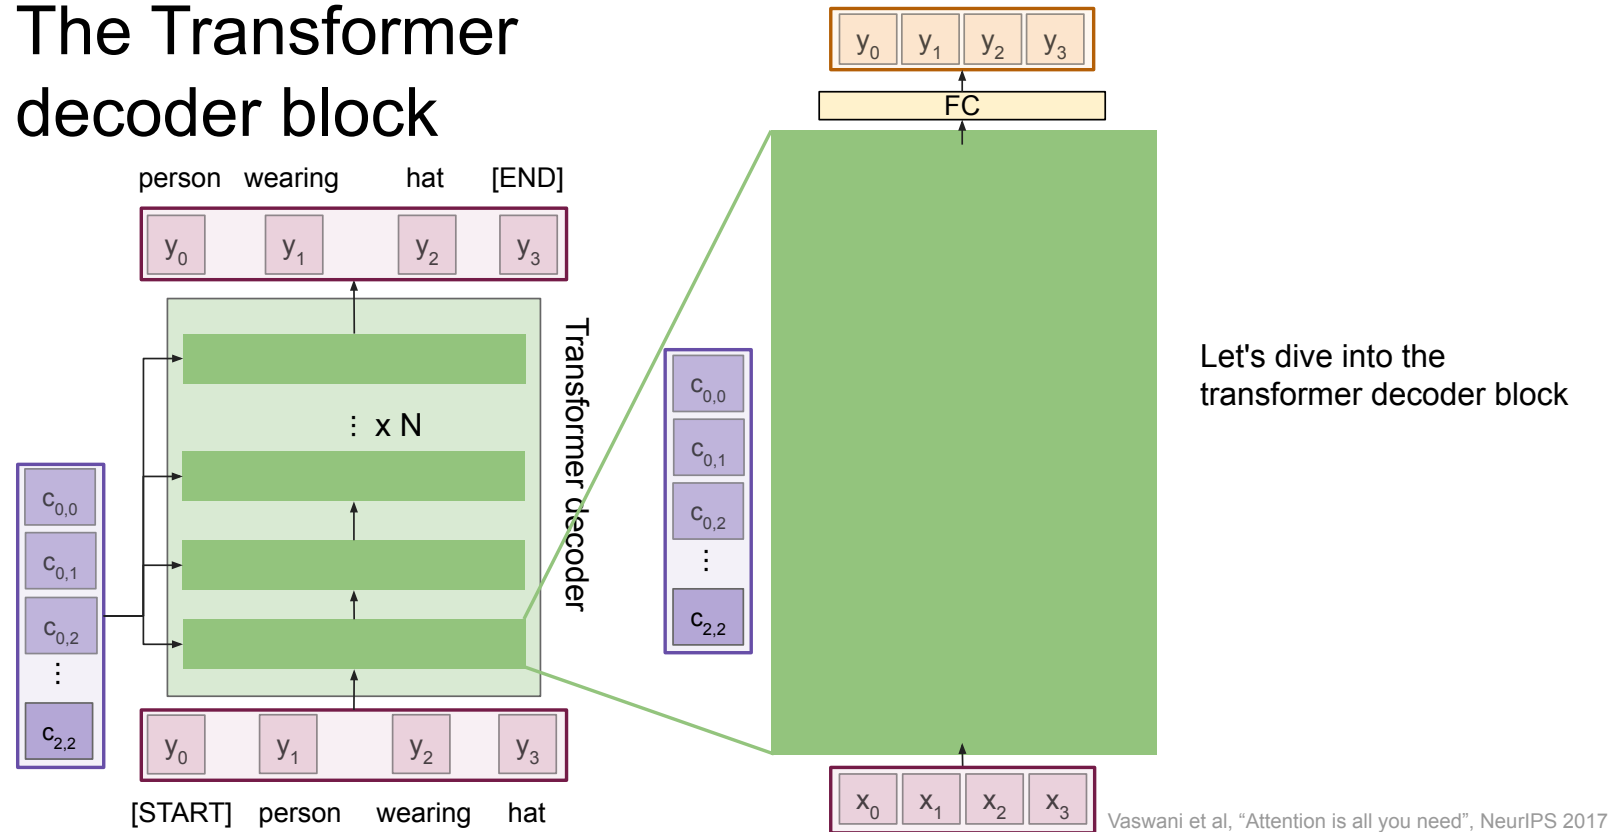 The Transformer
decoder block
person wearing hat [END]
y0 y1 y2 y3
Transformer decoder
⋮ x N
c0,0
c0,1
c0,2
⋮
c2,2
y0 y1 y2 y3
[START] person wearing hat
y0 y1 y2 y3
FC
c0,0
c0,1
c0,2
⋮
c2,2
x0 x1 x2 x3
Let's dive into the
transformer decoder block
Vaswani et al, “Attention is all you need”, NeurIPS 2017